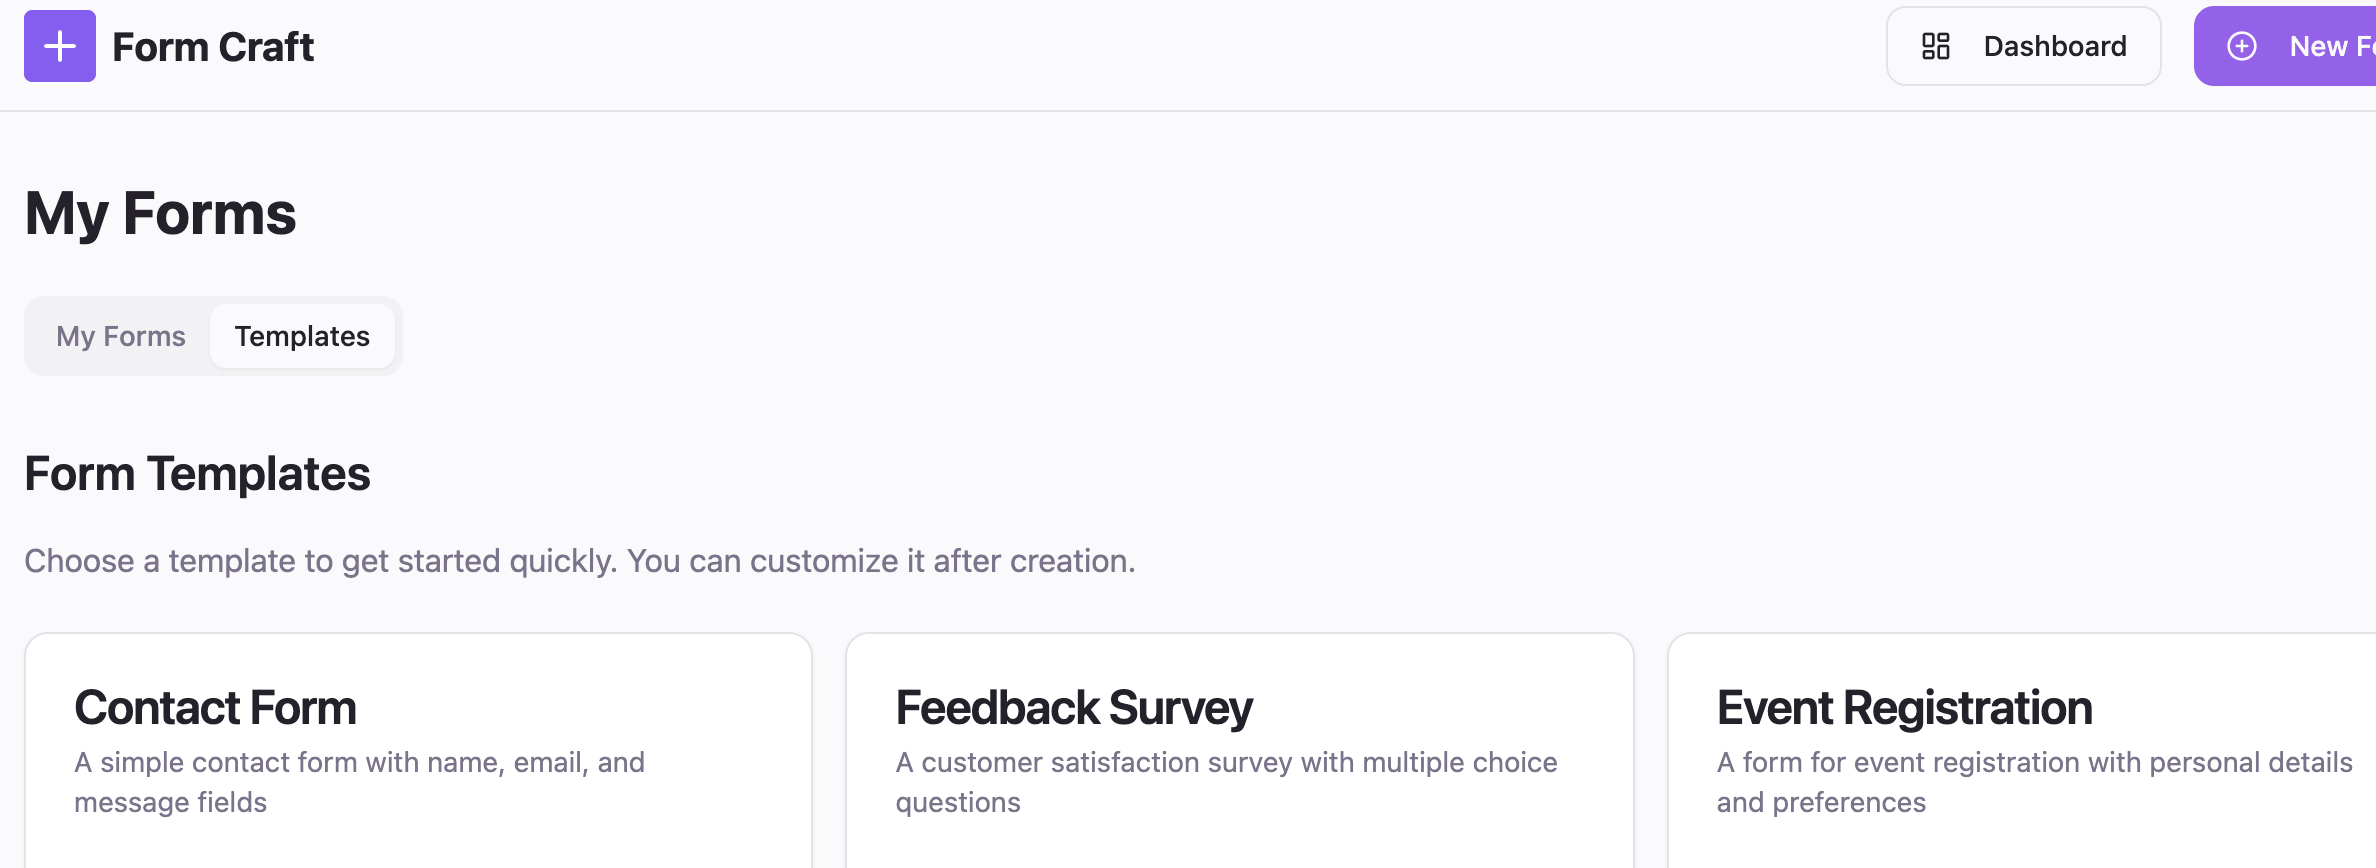 Form Craft
Dashboard
New
My Forms
My Forms
Templates
Form Templates
Choose a template to get started quickly. You can customize it after creation.
Contact Form
A simple contact form with name, email, and
message fields
Feedback Survey
A customer satisfaction survey with multiple choice
questions
Event Registration
A form for event registration with personal details
and preferences